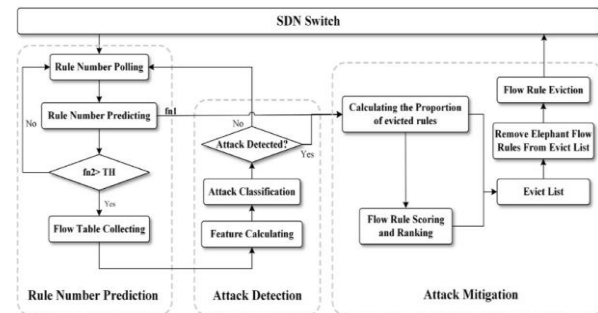 SDN Switch
Rule Number Polling
Rule Number Predicting
fn1
No
fn2> TH
Yes
Flow Table Collecting
Rule Number Prediction
No
Attack Detected?
Yes
Attack Classification
Feature Calculating
Attack Detection
Calculating the Proportion
of evicted rules
Flow Rule Scoring
and Ranking
Flow Rule Eviction
Remove Elephant Flow
Rules From Evict List
Evict List
Attack Mitigation